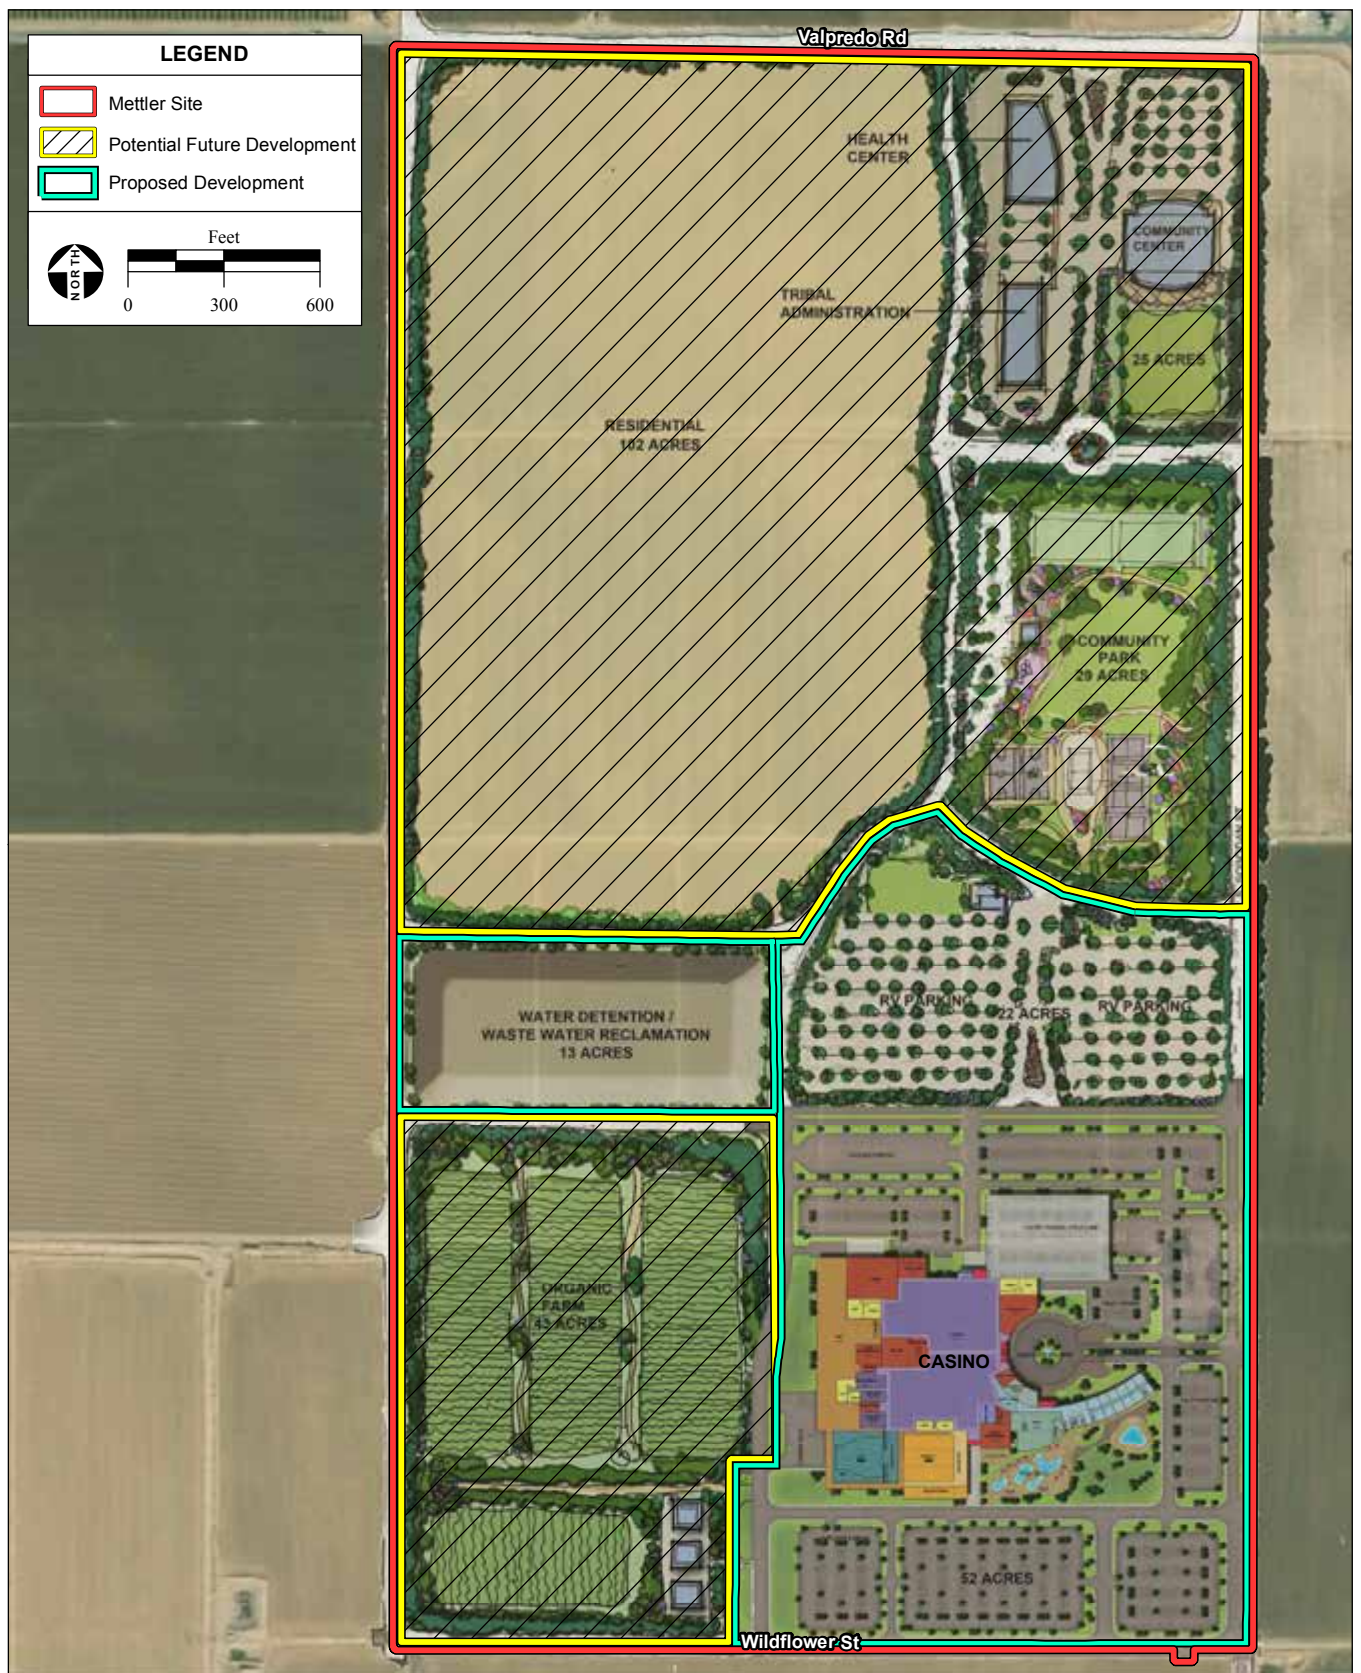 Valpredo Rd
LEGEND
Mettler Site
Potential Future Development
Proposed Development
NORTH
Feet
0 300 600
HEALTH
CENTER
COMMUNITY
CENTER
TRIBAL
ADMINISTRATION
25 ACRES
RESIDENTIAL
102 ACRES
COMMUNITY
PARK
29 ACRES
RV PARKING
22 ACRES
RV PARKING
WATER DETENTION /
WASTE WATER RECLAMATION
13 ACRES
ORGANIC
FARM
43 ACRES
CASINO
52 ACRES
Wildflower St